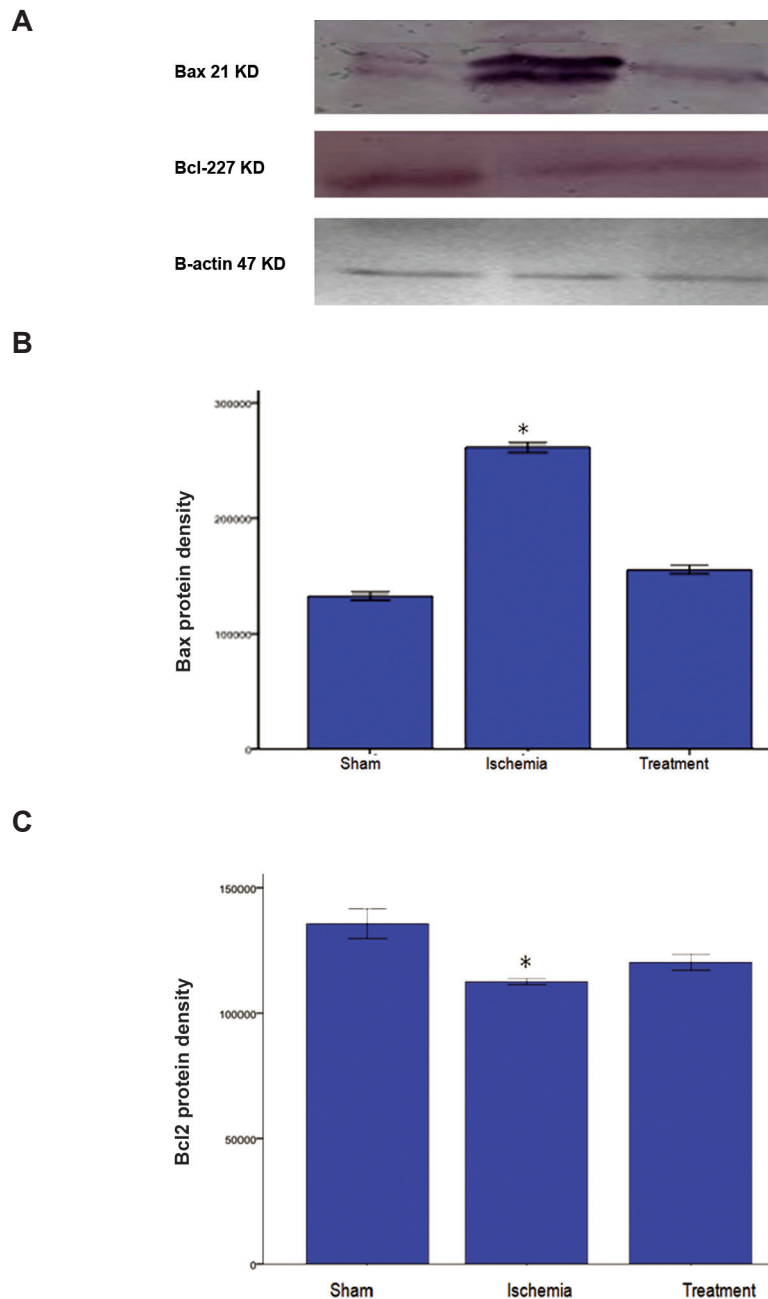 A
Bax 21 KD
Bcl-227 KD
B-actin 47 KD
B
300000
200000
100000
0
Bax protein density
*
Sham Ischemia Treatment
C
150000
100000
50000
0
Bcl2 protein density
*
Sham Ischemia Treatment